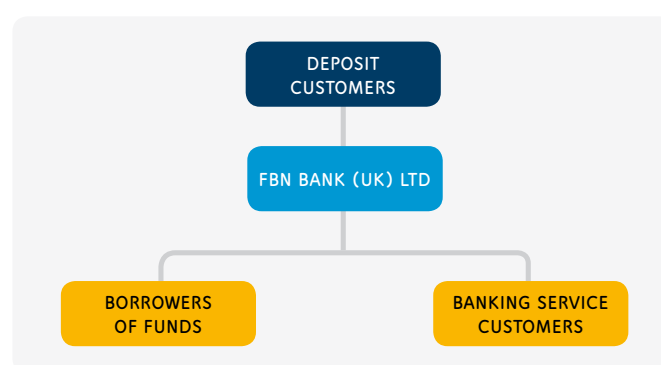 DEPOSIT
CUSTOMERS
FBN BANK (UK) LTD
BORROWERS
OF FUNDS
BANKING SERVICE
CUSTOMERS